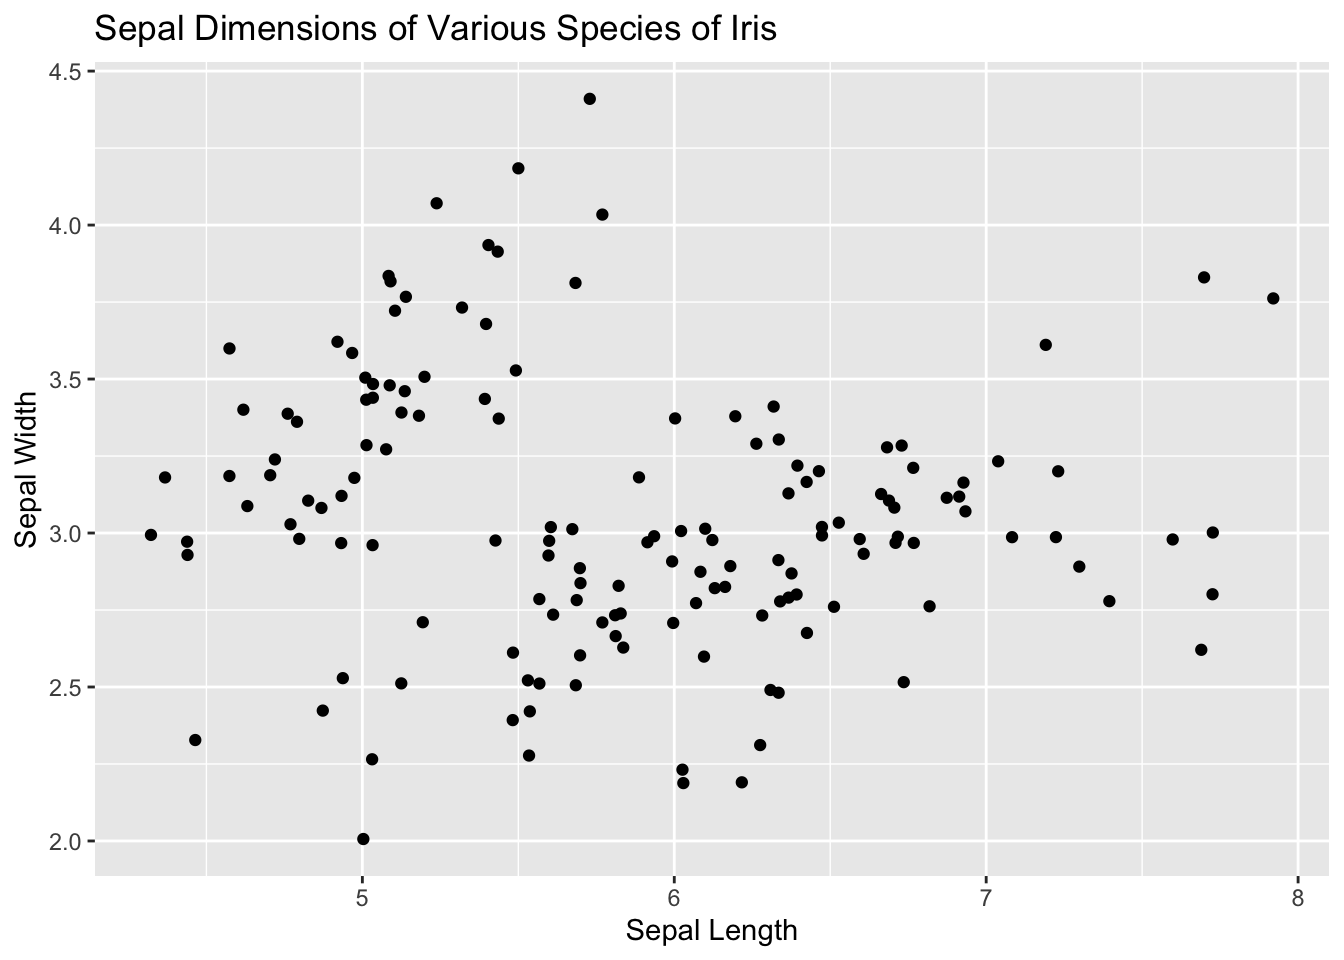 Sepal Dimensions of Various Species of Iris
4.5
4.0
3.5
3.0
2.5
2.0
Sepal Width
5 6 7 8
Sepal Length